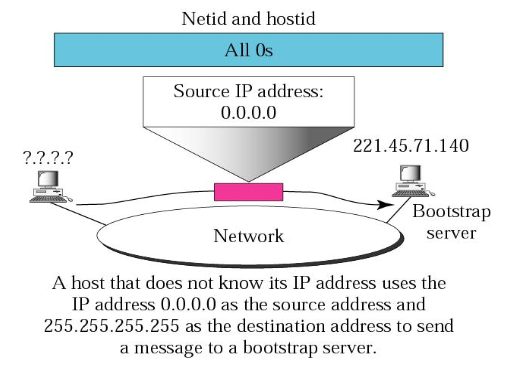 Netid and hostid
All 0s
Source IP address:
0.0.0.0
221.45.71.140
?.?.?.?
Bootstrap
server
Network
A host that does not know its IP address uses the
IP address 0.0.0.0 as the source address and
255.255.255.255 as the destination address to send
a message to a bootstrap server.